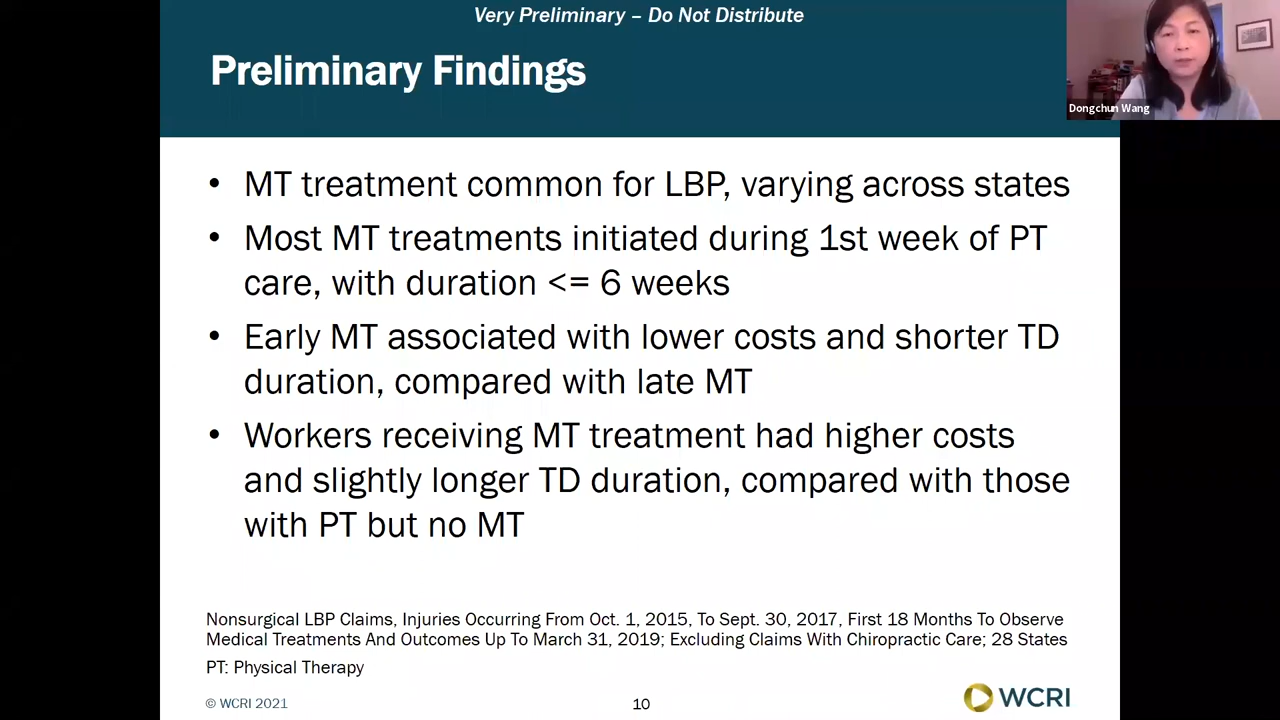 Very Preliminary – Do Not Distribute
Preliminary Findings
Dongchun Wang
• MT treatment common for LBP, varying across states
• Most MT treatments initiated during 1st week of PT
care, with duration <= 6 weeks
• Early MT associated with lower costs and shorter TD
duration, compared with late MT
• Workers receiving MT treatment had higher costs
and slightly longer TD duration, compared with those
with PT but no MT
Nonsurgical LBP Claims, Injuries Occurring From Oct. 1, 2015, To Sept. 30, 2017, First 18 Months To Observe
Medical Treatments And Outcomes Up To March 31, 2019; Excluding Claims With Chiropractic Care; 28 States
PT: Physical Therapy
© WCRI 2021
10
WCRI